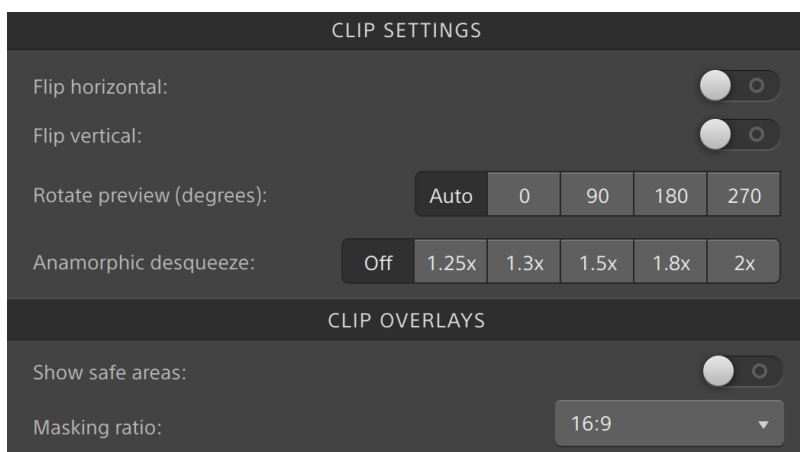 CLIP SETTINGS
Flip horizontal:
Flip vertical:
Rotate preview (degrees): Auto 0 90 180 270
Anamorphic desqueeze: Off 1.25x 1.3x 1.5x 1.8x 2x
CLIP OVERLAYS
Show safe areas:
Masking ratio: 16:9